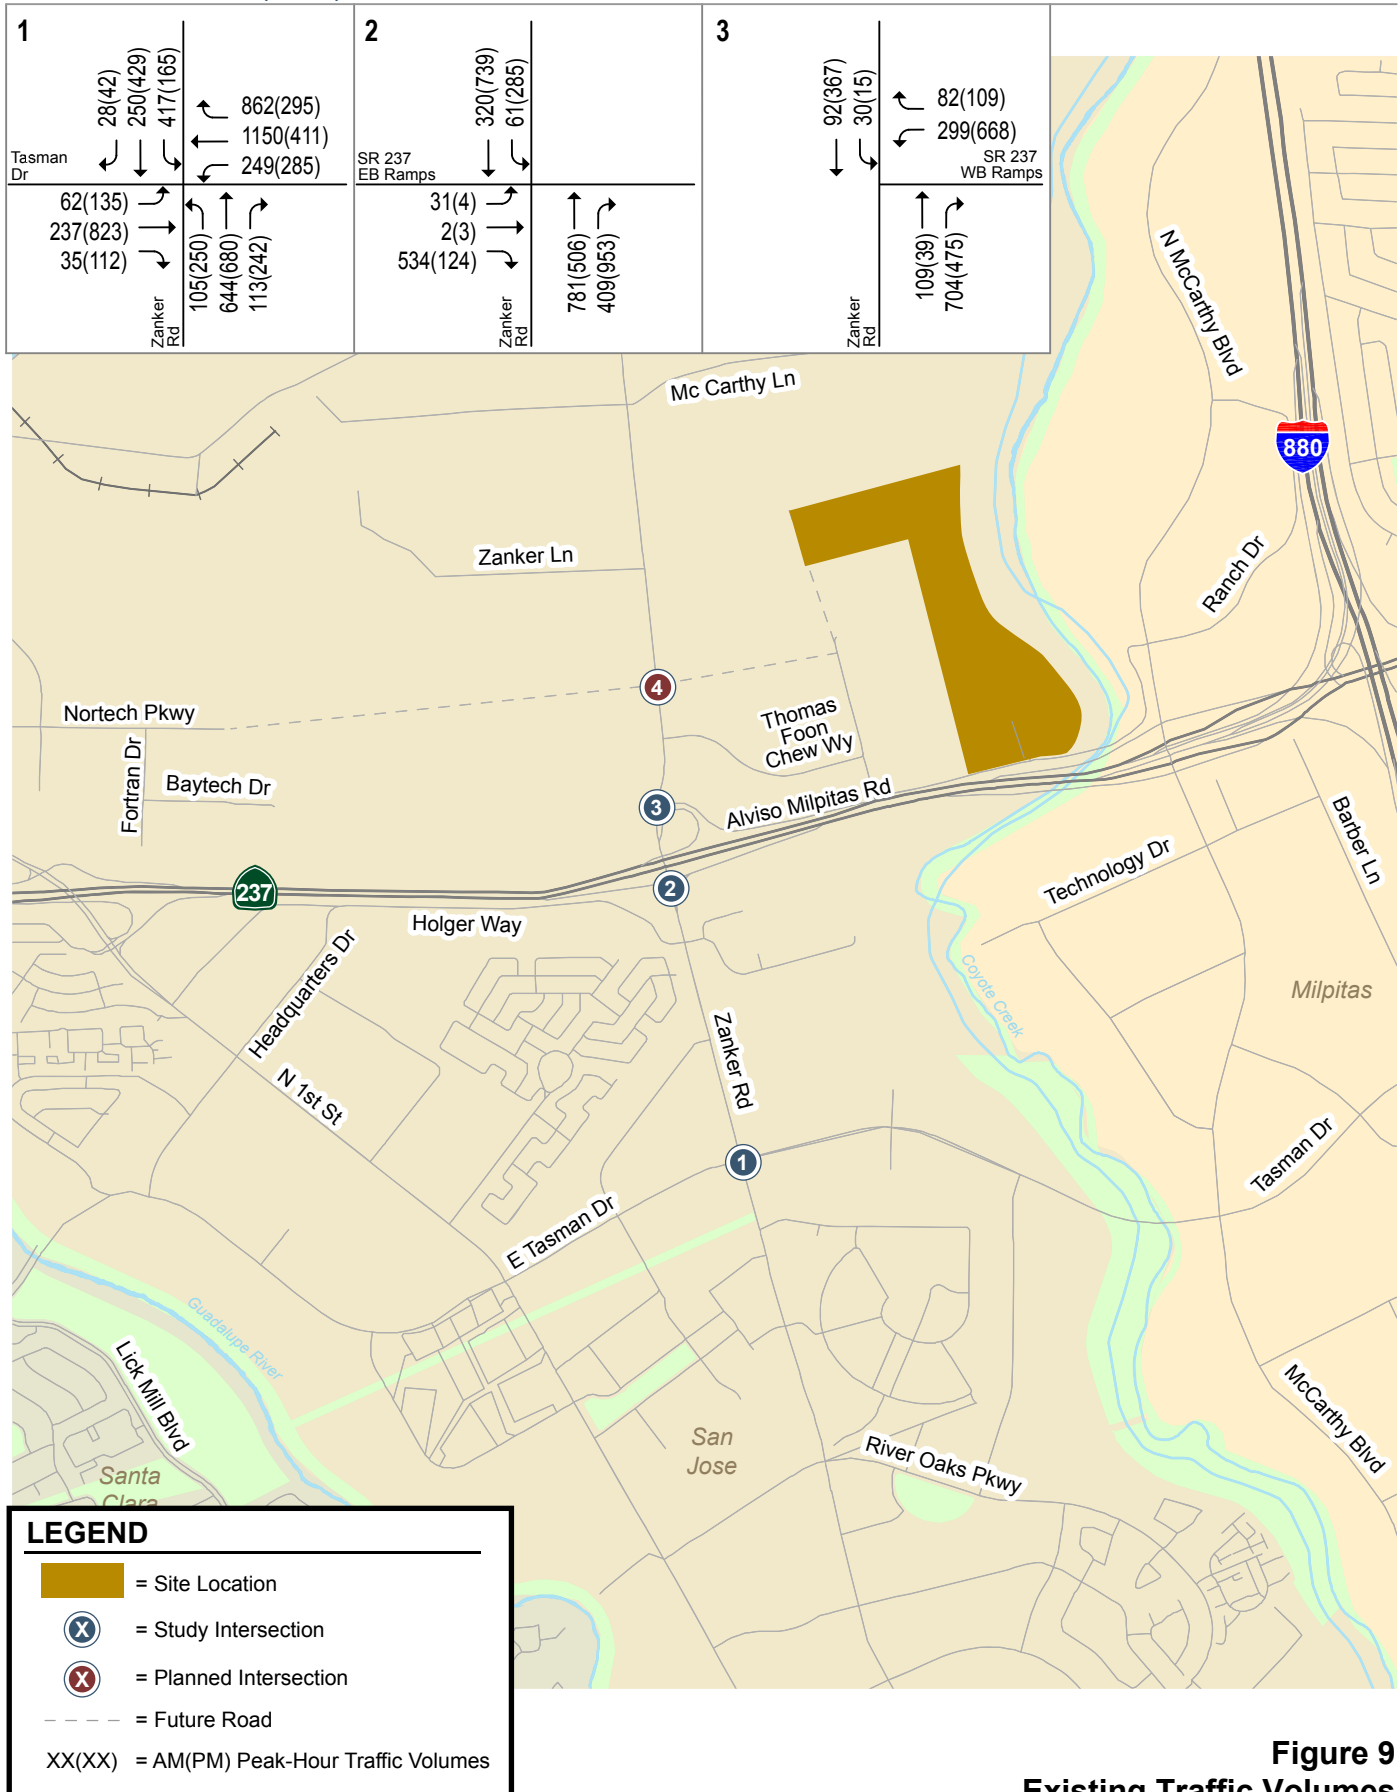 1
28(42)
250(429)
417(165)
862(295)
1150(411)
249(285)
Tasman
Dr
62(135)
237(823)
35(112)
105(250)
644(680)
113(242)
Zanker
Rd
2
320(739)
61(285)
SR 237
EB Ramps
31(4)
2(3)
534(124)
781(506)
409(953)
Zanker
Rd
3
92(367)
30(15)
82(109)
299(668)
SR 237
WB Ramps
109(39)
704(475)
Zanker
Rd
N McCarthy Blvd
Mc Carthy Ln
880
Zanker Ln
Ranch Dr
4
Nortech Pkwy
Thomas
Foon
Chew Wy
Fortran Dr
Baytech Dr
3
Alviso Milpitas Rd
Barber Ln
Technology Dr
237
2
Holger Way
Headquarters Dr
Coyote Creek
Milpitas
Zanker Rd
N 1st St
Tasman Dr
1
E Tasman Dr
Guadalupe River
Lick Mill Blvd
McCarthy Blvd
San
Jose
River Oaks Pkwy
Santa
Clara
LEGEND
= Site Location
X = Study Intersection
X = Planned Intersection
= Future Road
XX(XX) = AM(PM) Peak-Hour Traffic Volumes
Figure 9
Existing Traffic Volumes